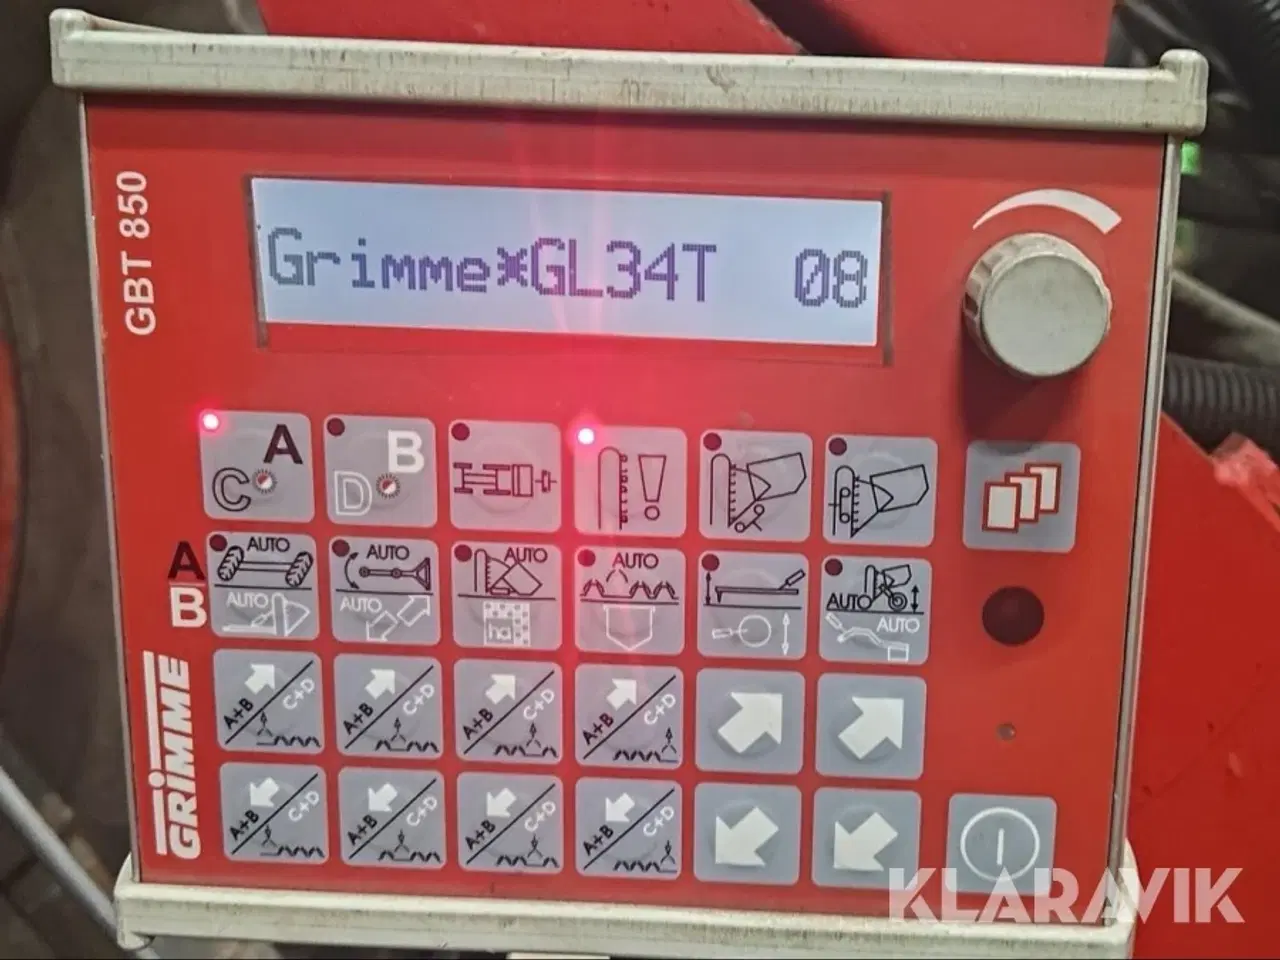 GBT 850
Grimme*GL34T 08
A
C
B
D
!
A
B
AUTO
AUTO
AUTO
AUTO
AUTO
AUTO
AUTO
ha
AUTO
A+B C+D
A+B C+D
A+B C+D
A+B C+D
A+B C+D
A+B C+D
A+B C+D
A+B C+D
GRIMME
KLARAVIK